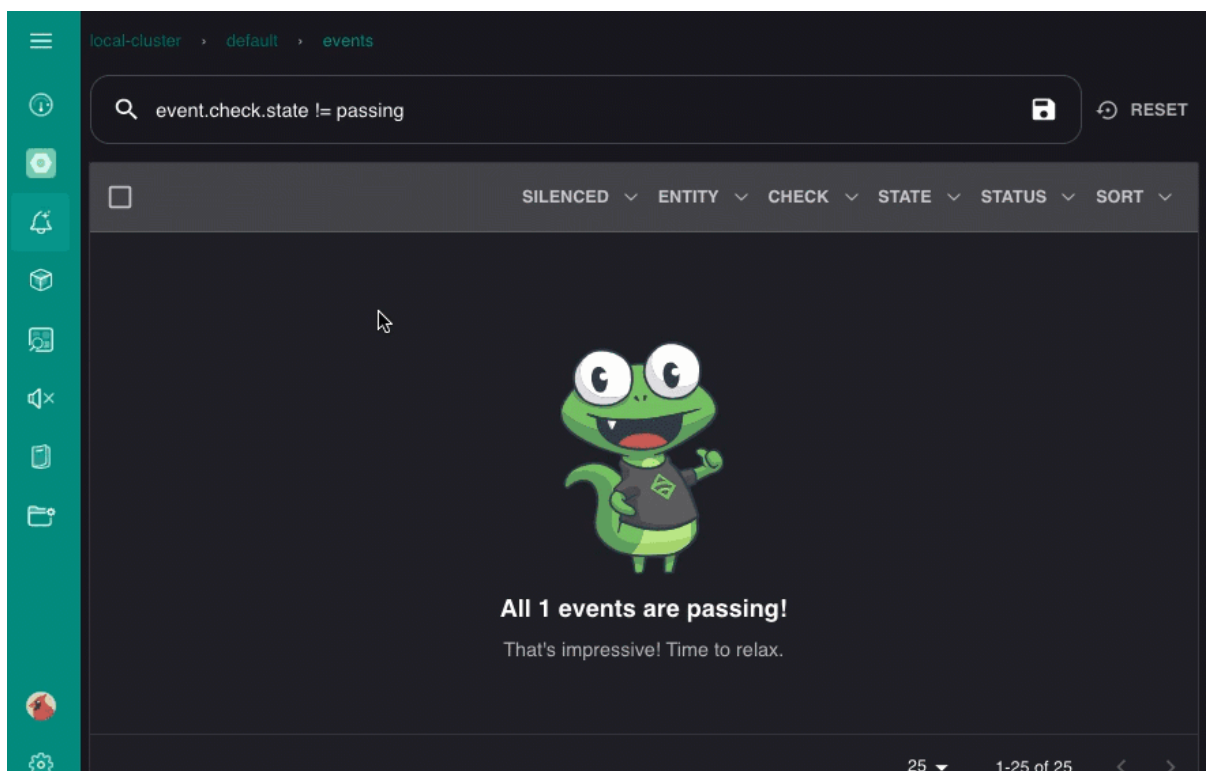 local-cluster › default › events
event.check.state != passing
RESET
SILENCED ENTITY CHECK STATE STATUS SORT
All 1 events are passing!
That's impressive! Time to relax.
25 1-25 of 25